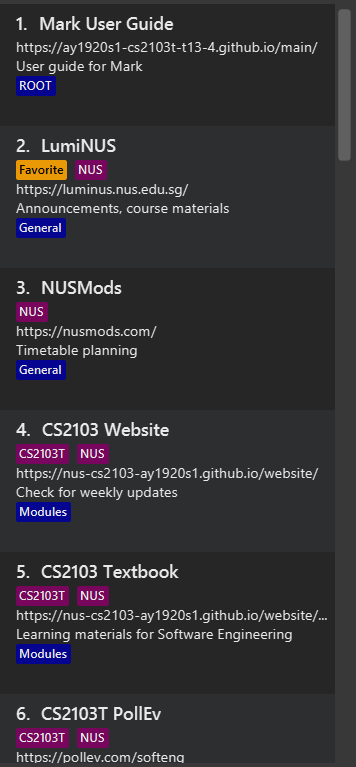 1. Mark User Guide
https://ay1920s1-cs2103t-t13-4.github.io/main/
User guide for Mark
ROOT
2. LumiNUS
Favorite NUS
https://luminus.nus.edu.sg/
Announcements, course materials
General
3. NUSMods
NUS
https://nusmods.com/
Timetable planning
General
4. CS2103 Website
CS2103T NUS
https://nus-cs2103-ay1920s1.github.io/website/
Check for weekly updates
Modules
5. CS2103 Textbook
CS2103T NUS
https://nus-cs2103-ay1920s1.github.io/website/...
Learning materials for Software Engineering
Modules
6. CS2103T PollEv
CS2103T NUS
https://pollev.com/softeng